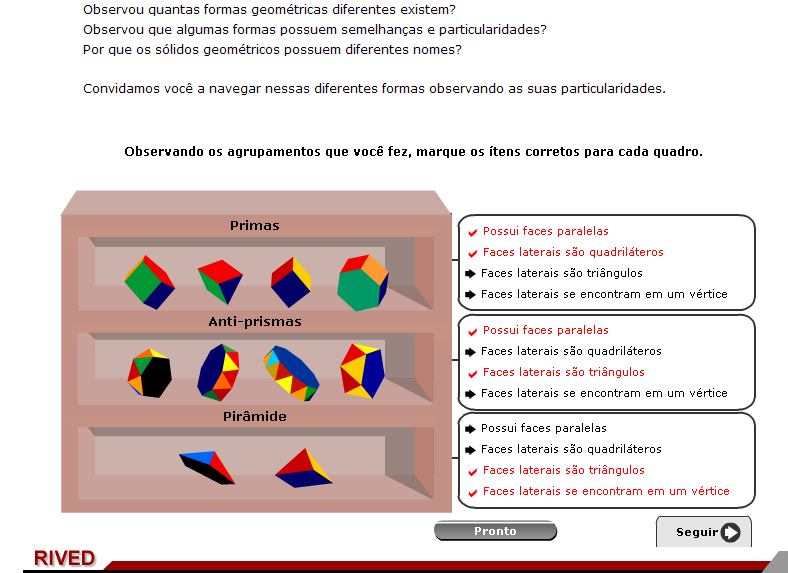 Observou quantas formas geométricas diferentes existem?
Observou que algumas formas possuem semelhanças e particularidades?
Por que os sólidos geométricos possuem diferentes nomes?
Convidamos você a navegar nessas diferentes formas observando as suas particularidades.
Observando os agrupamentos que você fez, marque os ítens corretos para cada quadro.
Primas
Possui faces paralelas
Faces laterais são quadriláteros
Faces laterais são triângulos
Faces laterais se encontram em um vértice
Anti-prismas
Possui faces paralelas
Faces laterais são quadriláteros
Faces laterais são triângulos
Faces laterais se encontram em um vértice
Pirâmide
Possui faces paralelas
Faces laterais são quadriláteros
Faces laterais são triângulos
Faces laterais se encontram em um vértice
Pronto
Seguir
RIVED